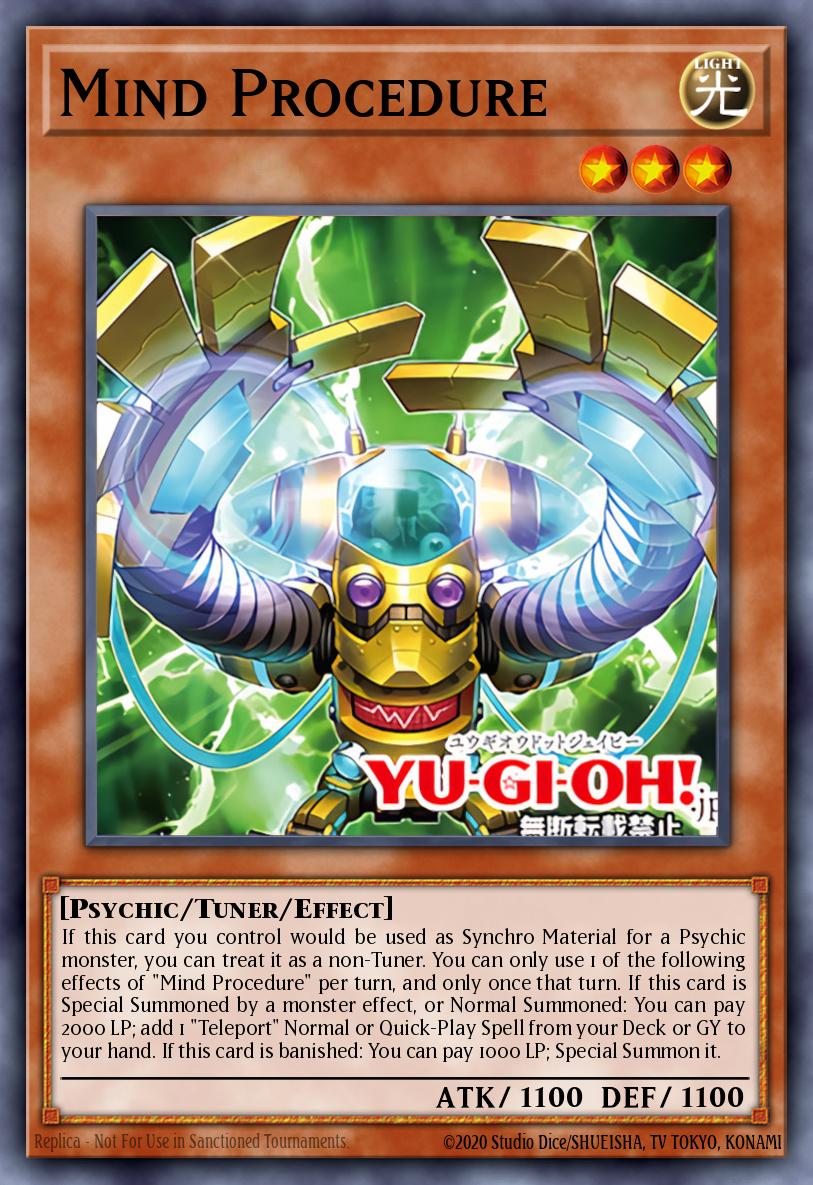 Mind Procedure
LIGHT
光
ユウギオウドットジェイピー
YU-GI-OH!
.jp
無断転載禁止
[Psychic/Tuner/Effect]
If this card you control would be used as Synchro Material for a Psychic
monster, you can treat it as a non-Tuner. You can only use 1 of the following
effects of "Mind Procedure" per turn, and only once that turn. If this card is
Special Summoned by a monster effect, or Normal Summoned: You can pay
2000 LP; add 1 "Teleport" Normal or Quick-Play Spell from your Deck or GY to
your hand. If this card is banished: You can pay 1000 LP; Special Summon it.
ATK/ 1100 DEF/ 1100
Replica - Not For Use in Sanctioned Tournaments.
©2020 Studio Dice/SHUEISHA, TV TOKYO, KONAMI